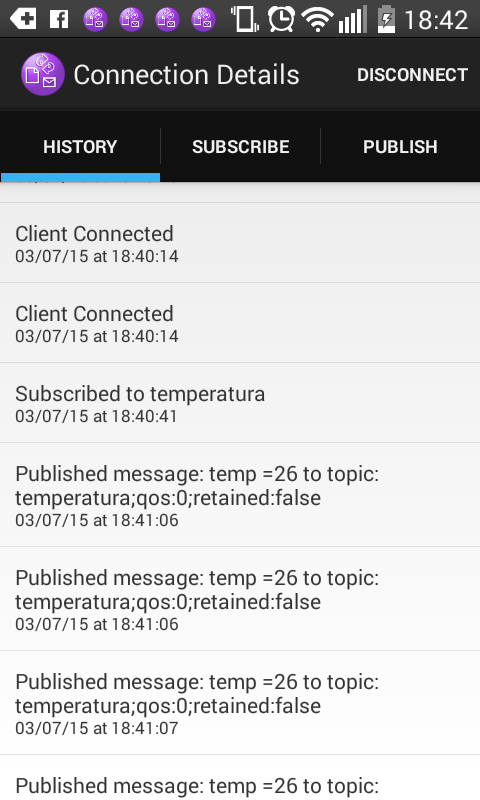 18:42
Connection Details
DISCONNECT
HISTORY
SUBSCRIBE
PUBLISH
Client Connected
03/07/15 at 18:40:14
Client Connected
03/07/15 at 18:40:14
Subscribed to temperatura
03/07/15 at 18:40:41
Published message: temp =26 to topic:
temperatura;qos:0;retained:false
03/07/15 at 18:41:06
Published message: temp =26 to topic:
temperatura;qos:0;retained:false
03/07/15 at 18:41:06
Published message: temp =26 to topic:
temperatura;qos:0;retained:false
03/07/15 at 18:41:07
Published message: temp =26 to topic: